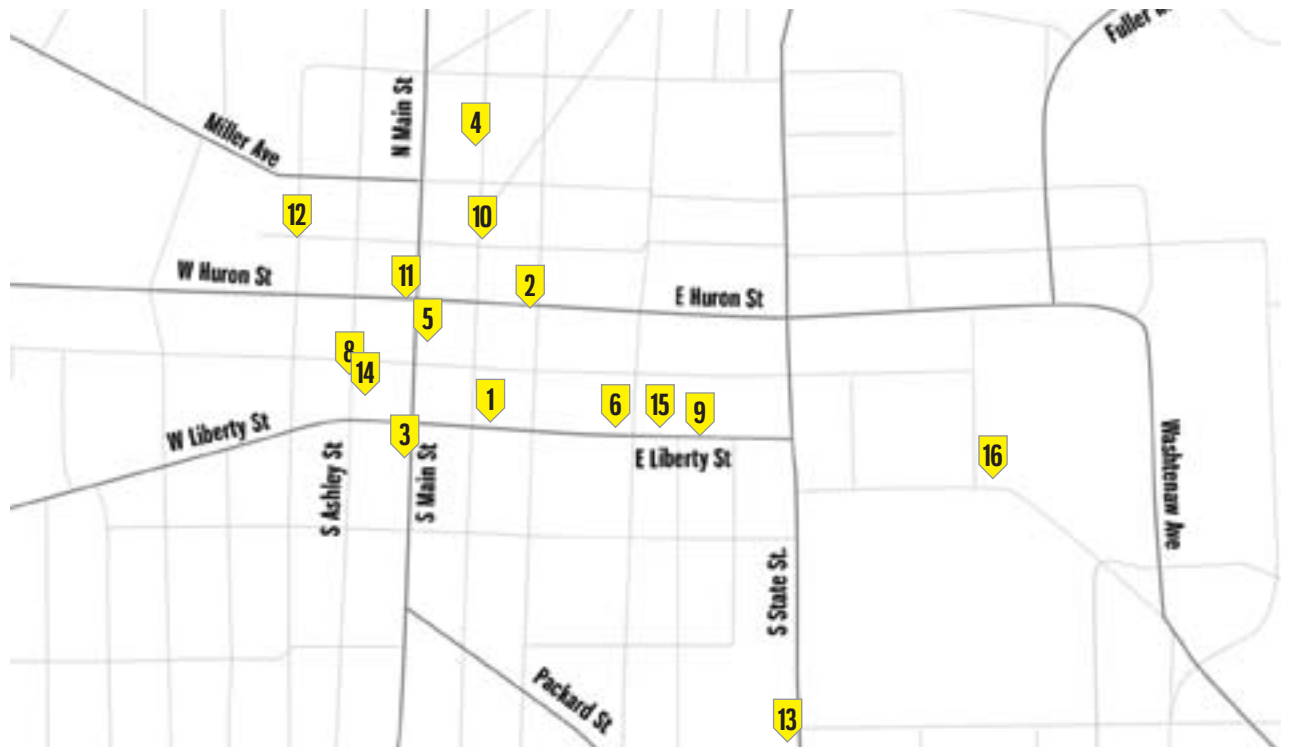 Fuller
N Main St
4
Miller Ave
12
10
W Huron St
11
2
E Huron St
5
8
14
1
6
15
9
3
W Liberty St
E Liberty St
S Ashley St
S Main St
16
Washtenaw Ave
S State St.
Packard St
13